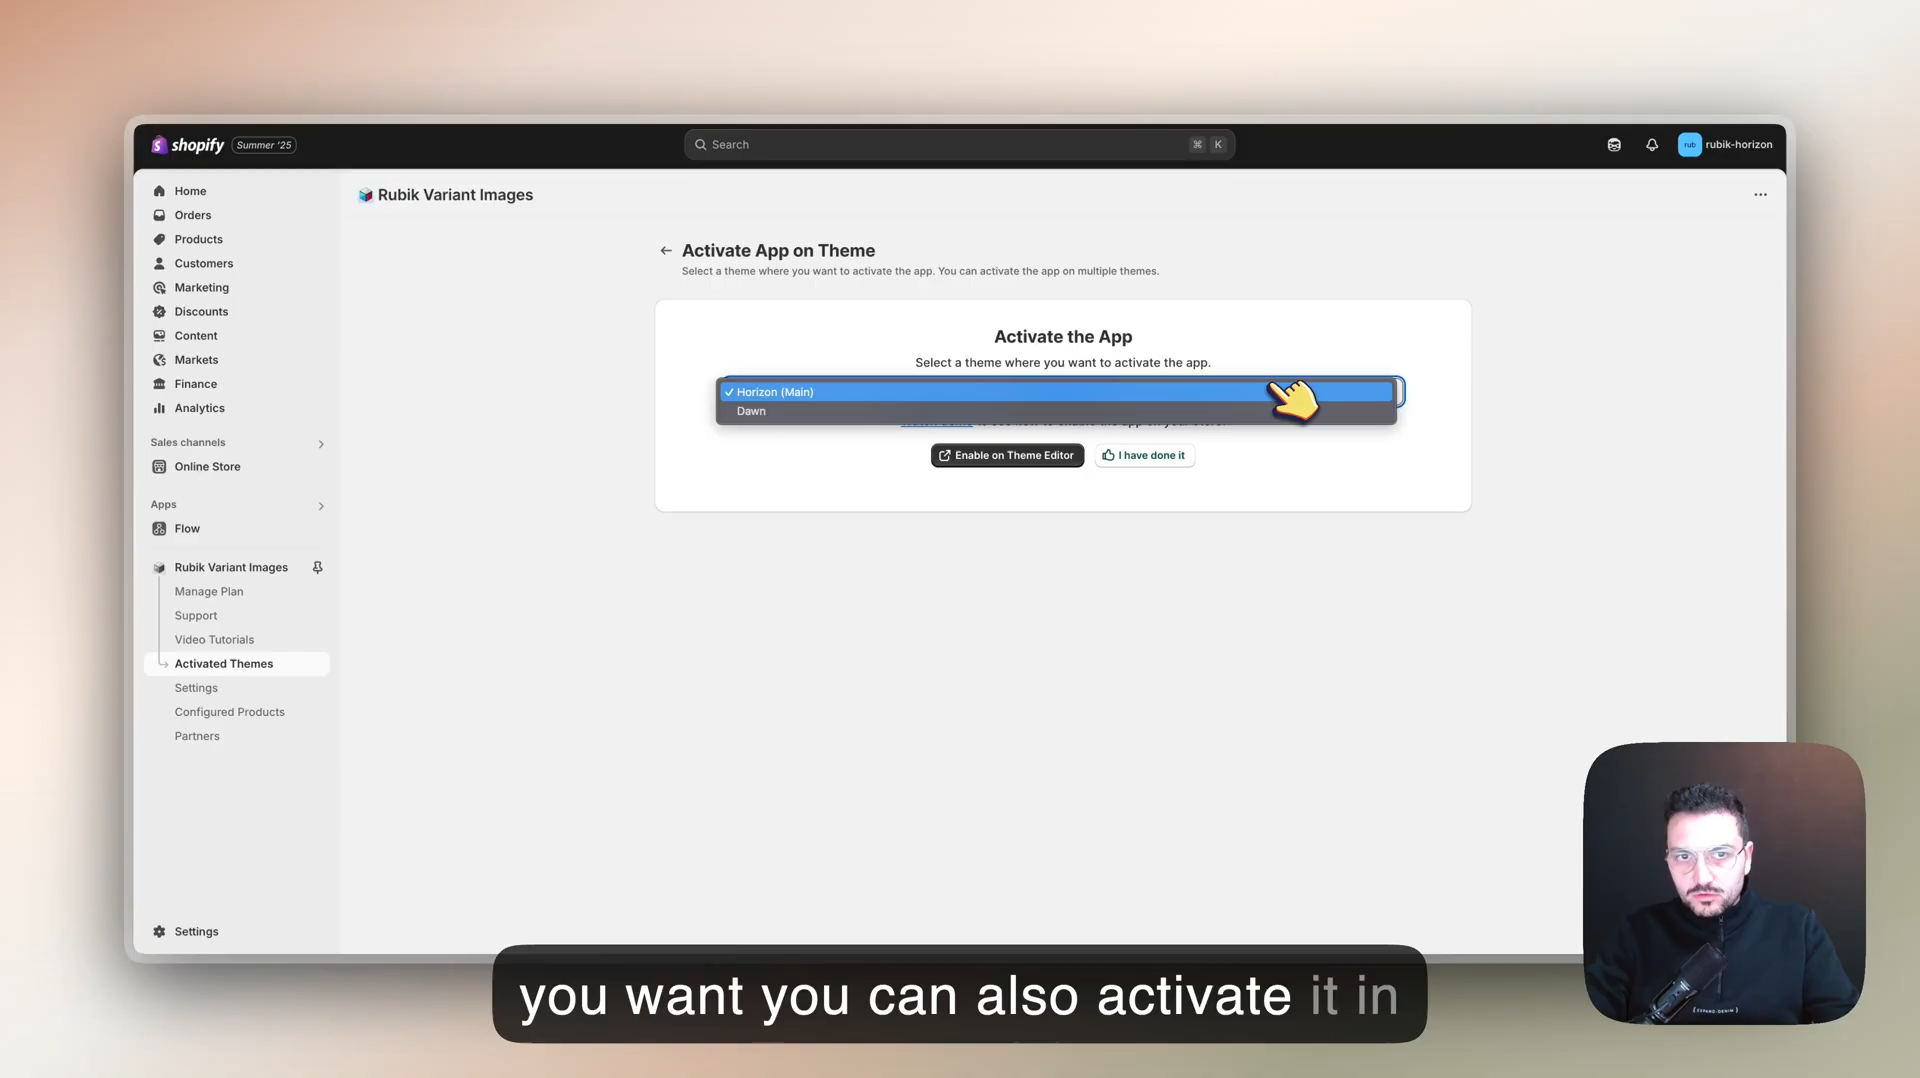 shopify Summer '25
Search
⌘ K
rub rubik-horizon
Home
Orders
Products
Customers
Marketing
Discounts
Content
Markets
Finance
Analytics
Sales channels
Online Store
Apps
Flow
Rubik Variant Images
Manage Plan
Support
Video Tutorials
Activated Themes
Settings
Configured Products
Partners
Settings
Rubik Variant Images
Activate App on Theme
Select a theme where you want to activate the app. You can activate the app on multiple themes.
Activate the App
Select a theme where you want to activate the app.
✓ Horizon (Main)
Dawn
Enable on Theme Editor
I have done it
you want you can also activate it in